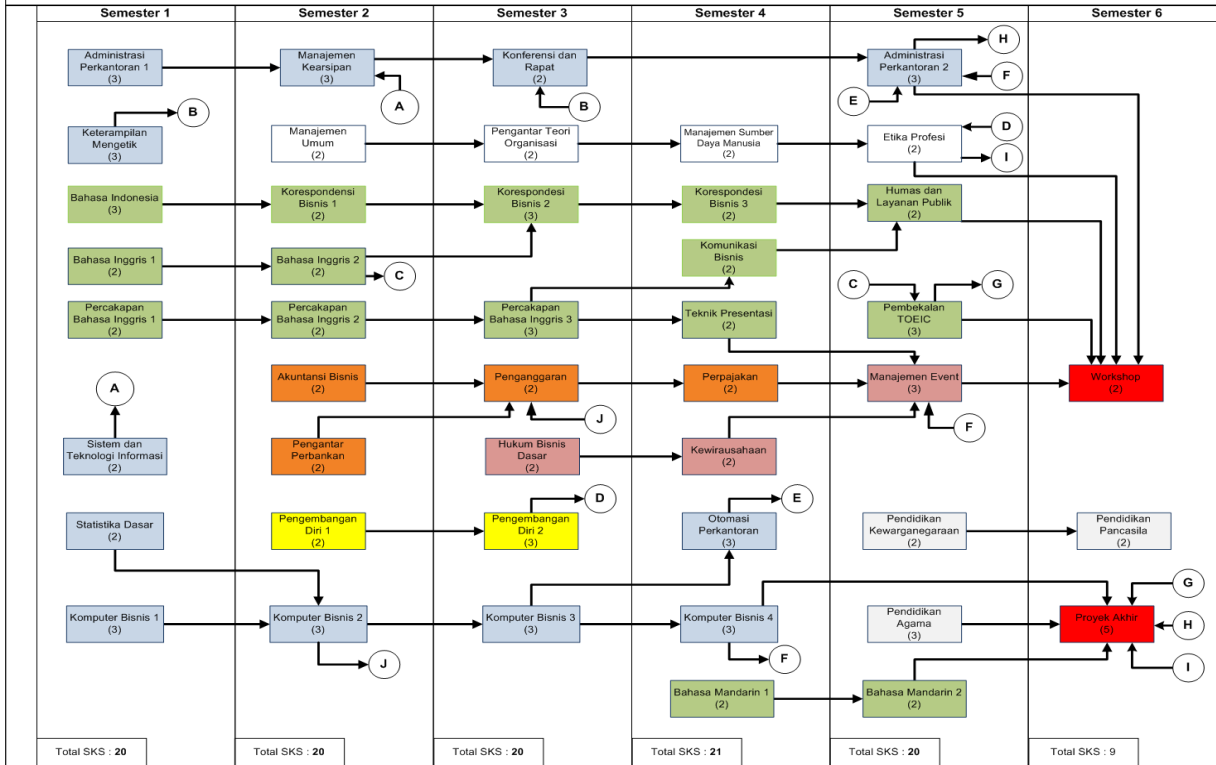 Semester 1
Semester 2
Semester 3
Semester 4
Semester 5
Semester 6
Administrasi
Perkantoran 1
(3)
B
Keterampilan
Mengetik
(3)
Bahasa Indonesia
(3)
Bahasa Inggris 1
(2)
Percakapan
Bahasa Inggris 1
(2)
A
Sistem dan
Teknologi Informasi
(2)
Statistika Dasar
(2)
Komputer Bisnis 1
(3)
Total SKS : 20
Manajemen
Kearsipan
(3)
A
Manajemen
Umum
(2)
Korespondensi
Bisnis 1
(2)
Bahasa Inggris 2
(2)
C
Percakapan
Bahasa Inggris 2
(2)
Akuntansi Bisnis
(2)
Pengantar
Perbankan
(2)
Pengembangan
Diri 1
(2)
Komputer Bisnis 2
(3)
J
Total SKS : 20
Konferensi dan
Rapat
(2)
B
Pengantar Teori
Organisasi
(2)
Korespondesi
Bisnis 2
(3)
Percakapan
Bahasa Inggris 3
(3)
Penganggaran
(2)
J
Hukum Bisnis
Dasar
(2)
D
Pengembangan
Diri 2
(3)
Komputer Bisnis 3
(3)
Total SKS : 20
Manajemen Sumber
Daya Manusia
(2)
Korespondesi
Bisnis 3
(2)
Komunikasi
Bisnis
(2)
Teknik Presentasi
(2)
Perpajakan
(2)
Kewirausahaan
(2)
E
Otomasi
Perkantoran
(3)
Komputer Bisnis 4
(3)
F
Bahasa Mandarin 1
(2)
Total SKS : 21
H
Administrasi
Perkantoran 2
(3)
F
E
D
Etika Profesi
(2)
I
Humas dan
Layanan Publik
(2)
C
G
Pembekalan
TOEIC
(3)
Manajemen Event
(3)
F
Pendidikan
Kewarganegaraan
(2)
Pendidikan
Agama
(3)
Bahasa Mandarin 2
(2)
Total SKS : 20
Workshop
(2)
Pendidikan
Pancasila
(2)
G
Proyek Akhir
(5)
H
I
Total SKS : 9